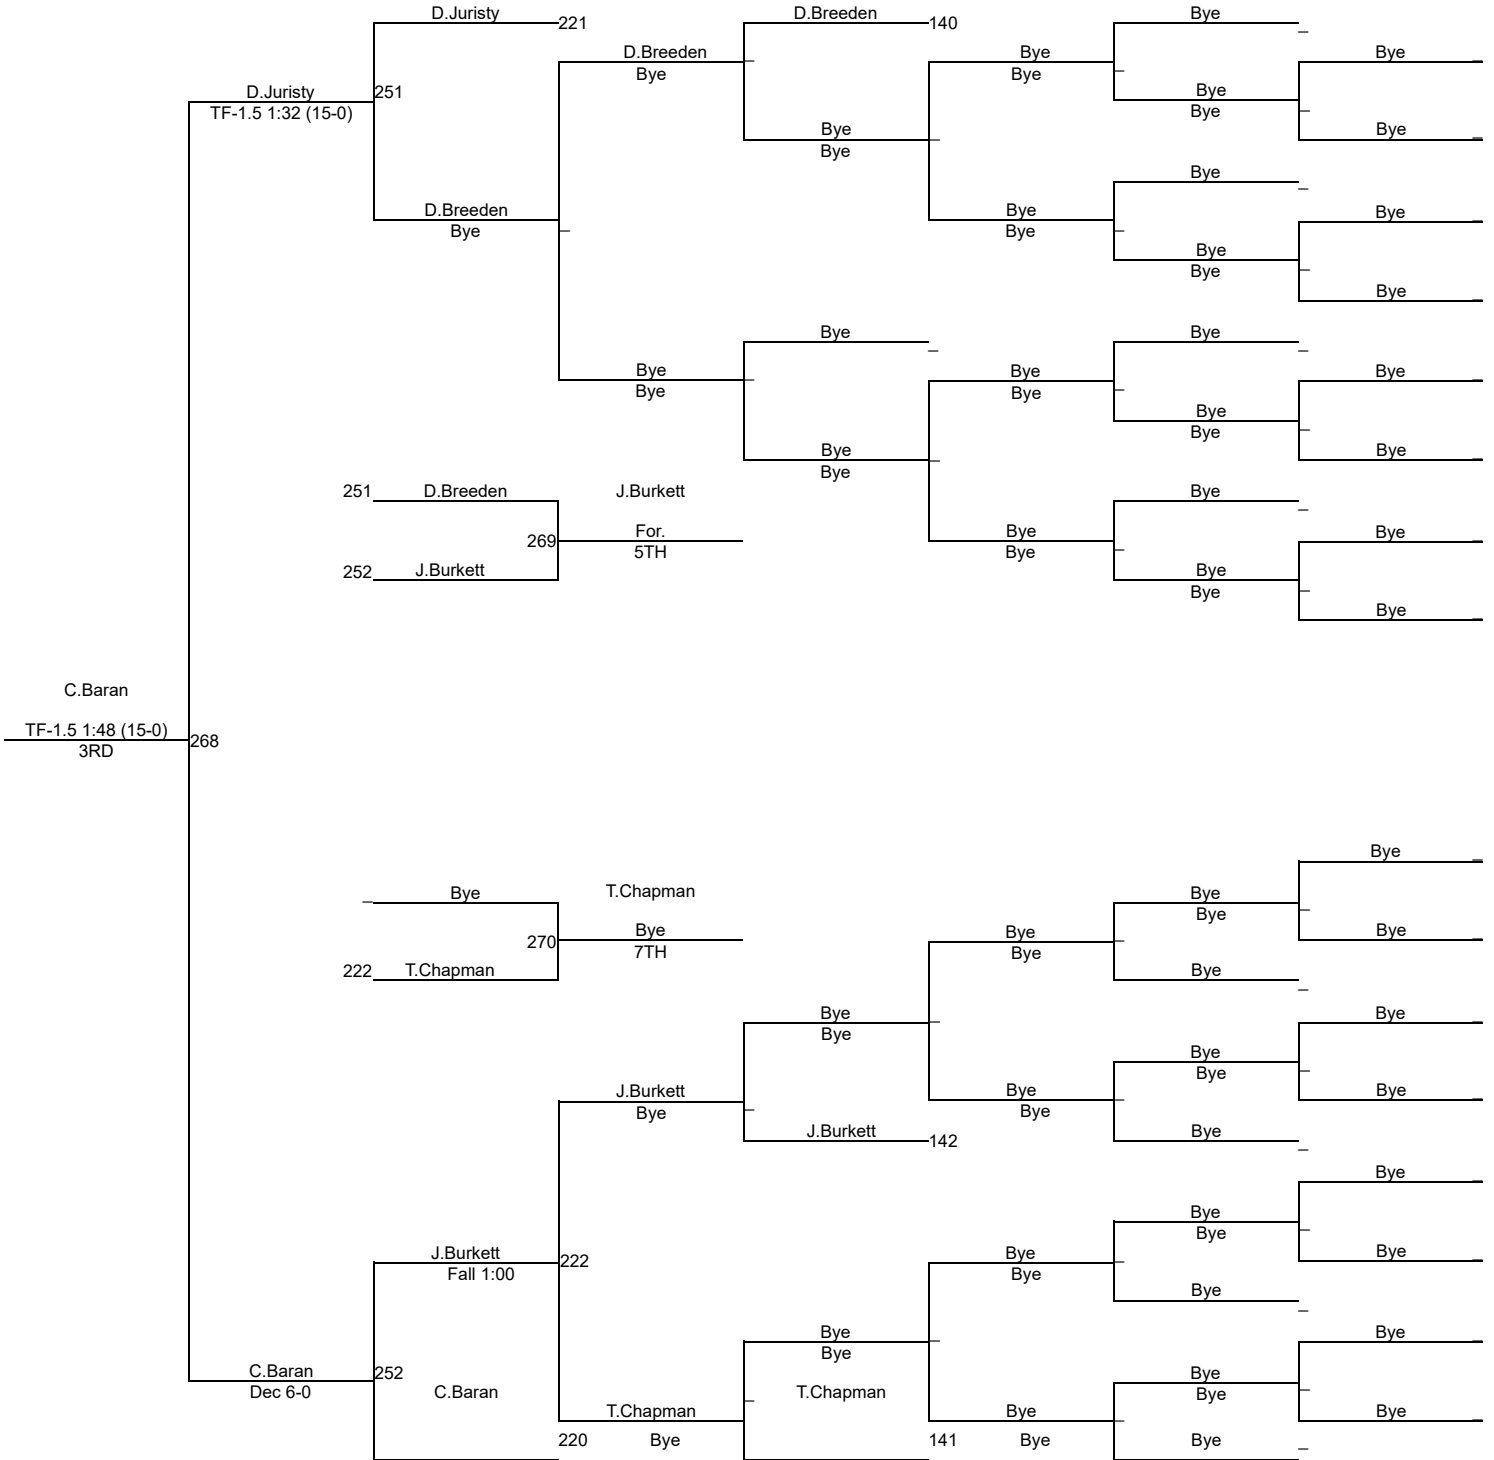 D.Juristy 221 D.Breeden 140 Bye
D.Breeden Bye Bye
Bye Bye
D.Juristy 251 Bye
TF-1.5 1:32 (15-0) Bye
Bye Bye
Bye
Bye
D.Breeden Bye Bye
Bye Bye
Bye
Bye
Bye
Bye Bye
Bye Bye Bye
Bye Bye
Bye
Bye
Bye Bye
Bye
251 D.Breeden J.Burkett Bye
269 For. Bye Bye
5TH Bye
252 J.Burkett Bye
Bye
Bye
C.Baran
TF-1.5 1:48 (15-0)
3RD
268
Bye
Bye T.Chapman Bye
Bye
270 Bye Bye Bye
7TH Bye
222 T.Chapman Bye
Bye Bye
Bye
Bye
Bye
J.Burkett Bye Bye
Bye Bye
J.Burkett 142 Bye
Bye
Bye
Bye
J.Burkett 222 Bye Bye
Fall 1:00 Bye
Bye
Bye Bye
Bye
C.Baran 252 Bye
Dec 6-0 C.Baran T.Chapman Bye
T.Chapman Bye Bye
220 Bye 141 Bye Bye